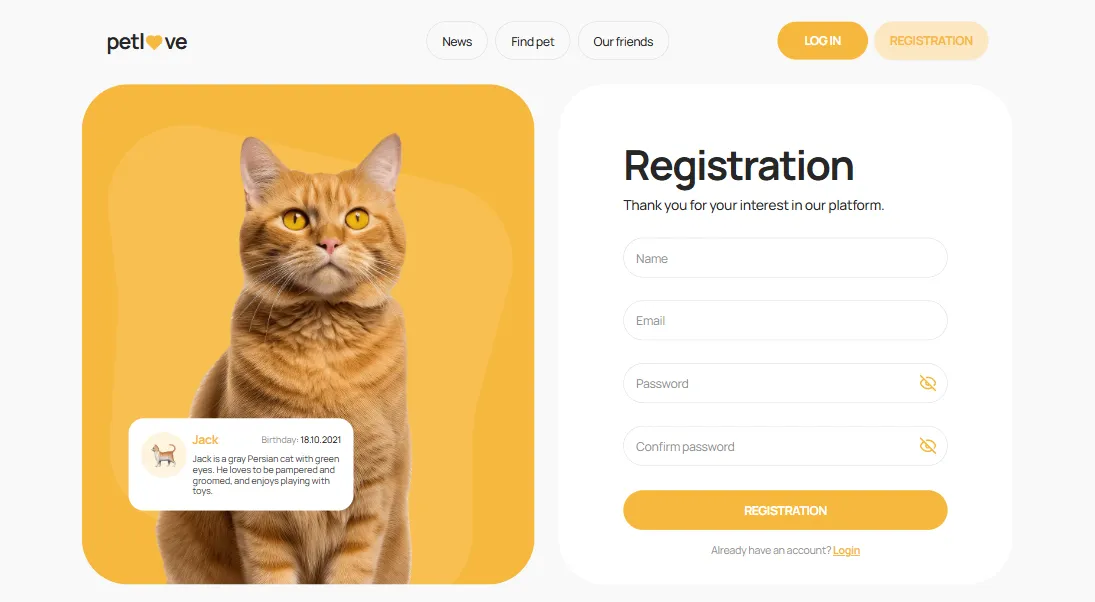 petlove
News
Find pet
Our friends
LOG IN
REGISTRATION
Jack
Birthday: 18.10.2021
Jack is a gray Persian cat with green
eyes. He loves to be pampered and
groomed, and enjoys playing with
toys.
Registration
Thank you for your interest in our platform.
Name
Email
Password
Confirm password
REGISTRATION
Already have an account? Login